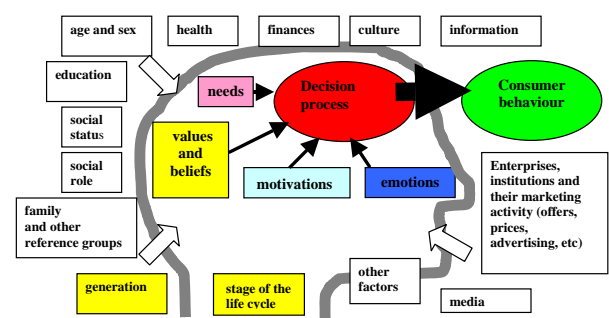 age and sex
health
finances
culture
information
education
needs
Decision
process
Consumer
behaviour
social
status
values
and
beliefs
social
role
motivations
emotions
Enterprises,
institutions and
their marketing
activity (offers,
prices,
advertising, etc)
family
and other
reference groups
generation
stage of the
life cycle
other
factors
media